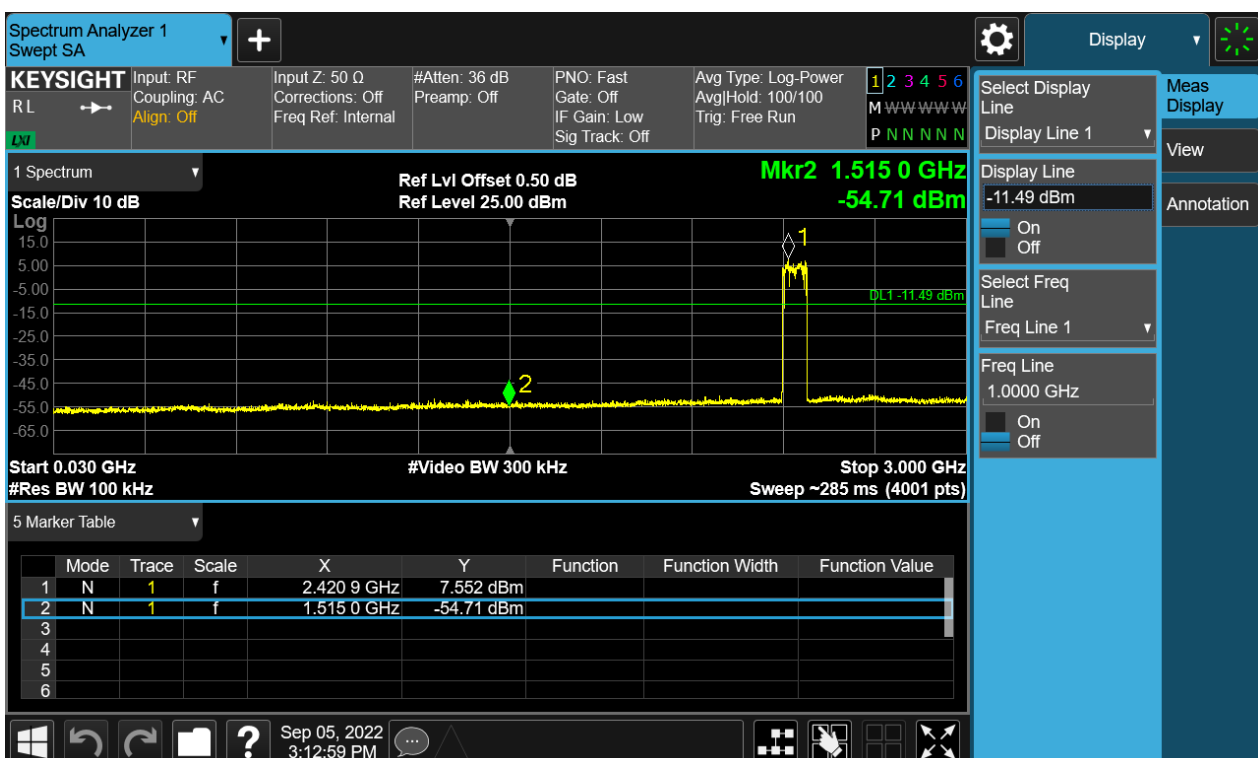 Spectrum Analyzer 1
Swept SA
+
Display
KEYSIGHT
R L
LXI
Input: RF
Coupling: AC
Align: Off
Input Z: 50 Ω
Corrections: Off
Freq Ref: Internal
#Atten: 36 dB
Preamp: Off
PNO: Fast
Gate: Off
IF Gain: Low
Sig Track: Off
Avg Type: Log-Power
Avg|Hold: 100/100
Trig: Free Run
1 2 3 4 5 6
M W W W W W
P N N N N N
1 Spectrum
Scale/Div 10 dB
Ref Lvl Offset 0.50 dB
Ref Level 25.00 dBm
Mkr2 1.515 0 GHz
-54.71 dBm
Log
15.0
5.00
-5.00
-15.0
-25.0
-35.0
-45.0
-55.0
-65.0
1
DL1 -11.49 dBm
2
Start 0.030 GHz
#Video BW 300 kHz
Stop 3.000 GHz
#Res BW 100 kHz
Sweep ~285 ms (4001 pts)
5 Marker Table
Mode Trace Scale X Y Function Function Width Function Value
1 N 1 f 2.420 9 GHz 7.552 dBm
2 N 1 f 1.515 0 GHz -54.71 dBm
3
4
5
6
?
Sep 05, 2022
3:12:59 PM
Select Display
Line
Display Line 1
Display Line
-11.49 dBm
On
Off
Select Freq
Line
Freq Line 1
Freq Line
1.0000 GHz
On
Off
Meas
Display
View
Annotation